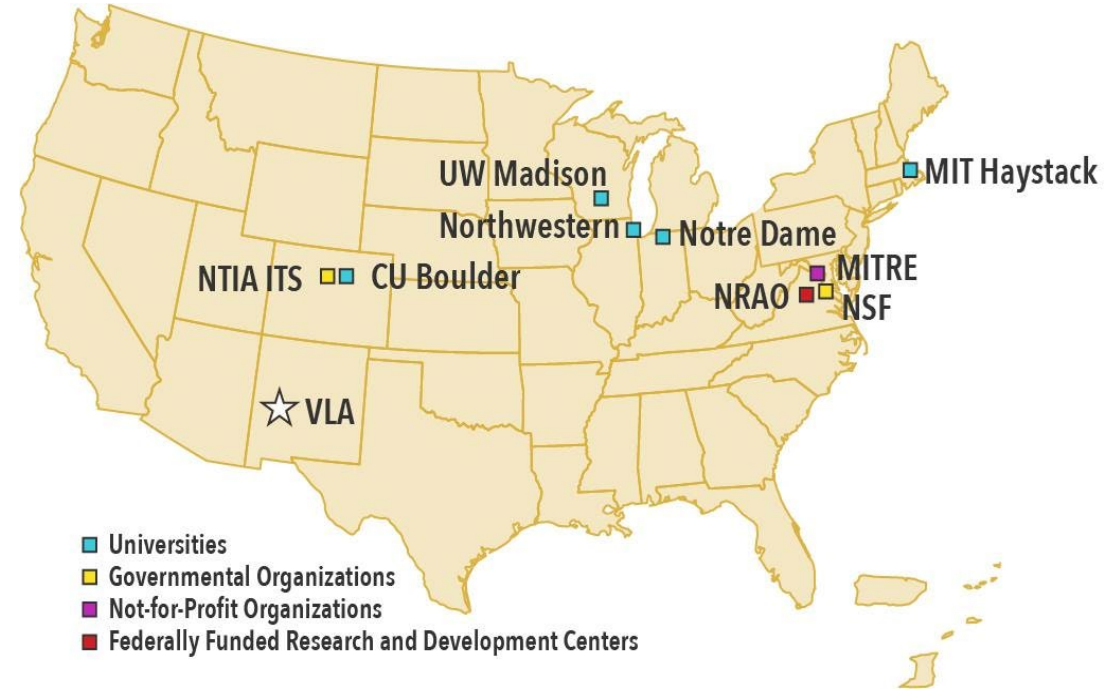 UW Madison
MIT Haystack
Northwestern
Notre Dame
NTIA ITS
CU Boulder
MITRE
NRAO
NSF
VLA
Universities
Governmental Organizations
Not-for-Profit Organizations
Federally Funded Research and Development Centers